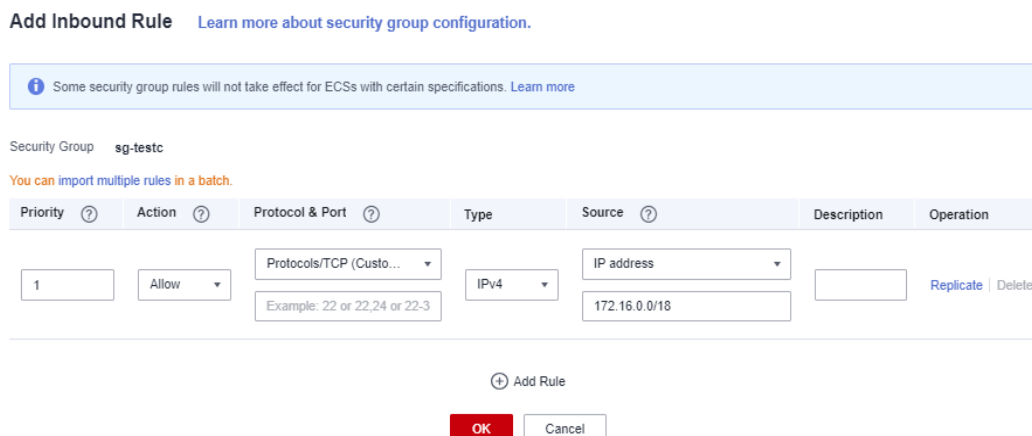 Add Inbound Rule Learn more about security group configuration.
Some security group rules will not take effect for ECSs with certain specifications. Learn more
Security Group sg-testc
You can import multiple rules in a batch.
Priority ? Action ? Protocol & Port ? Type Source ? Description Operation
Protocols/TCP (Custo... IP address
1 Allow IPv4 Replicate Delete
Example: 22 or 22,24 or 22-3 172.16.0.0/18
Add Rule
OK Cancel